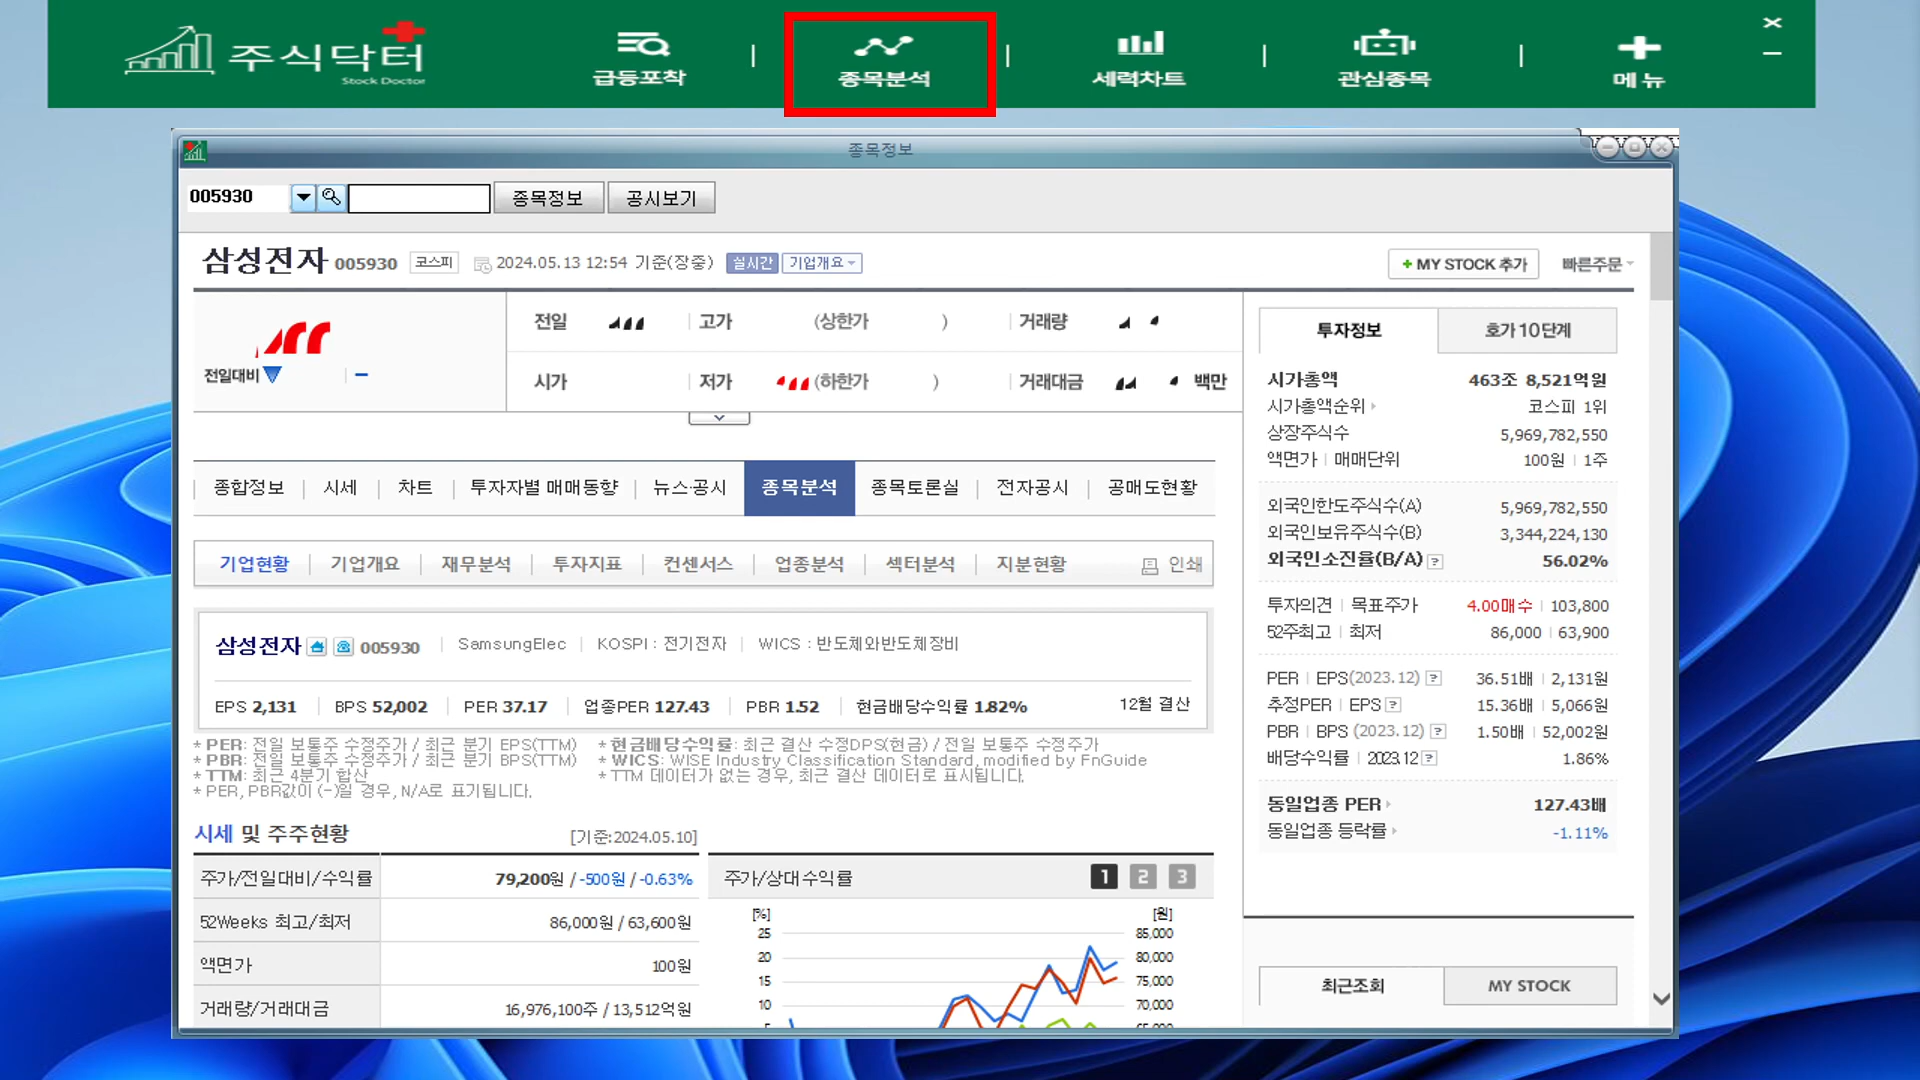 주식닥터
Stock Doctor
급등포착
종목분석
세력차트
관심종목
메뉴
종목정보
005930
종목정보
공시보기
삼성전자 005930 코스피 2024.05.13 12:54 기준(장중) 실시간 기업개요
+ MY STOCK 추가 빠른주문
전일대비
전일 고가 (상한가 ) 거래량
시가 저가 (하한가 ) 거래대금 백만
종합정보 시세 차트 투자자별 매매동향 뉴스·공시 종목분석 종목토론실 전자공시 공매도현황
기업현황 기업개요 재무분석 투자지표 컨센서스 업종분석 섹터분석 지분현황 인쇄
삼성전자 005930 SamsungElec KOSPI : 전기전자 WICS : 반도체와반도체장비
EPS 2,131 BPS 52,002 PER 37.17 업종PER 127.43 PBR 1.52 현금배당수익률 1.82% 12월 결산
* PER: 전일 보통주 수정주가 / 최근 분기 EPS(TTM)
* PBR: 전일 보통주 수정주가 / 최근 분기 BPS(TTM)
* TTM: 최근 4분기 합산
* PER, PBR값이 (-)일 경우, N/A로 표기됩니다.
* 현금배당수익률: 최근 결산 수정DPS(현금) / 전일 보통주 수정주가
* WICS: WISE Industry Classification Standard, modified by FnGuide
* TTM 데이터가 없는 경우, 최근 결산 데이터로 표시됩니다.
시세 및 주주현황 [기준:2024.05.10]
주가/전일대비/수익률 79,200원 / -500원 / -0.63%
52Weeks 최고/최저 86,000원 / 63,600원
액면가 100원
거래량/거래대금 16,976,100주 / 13,512억원
주가/상대수익률 1 2 3
[%] [원]
25 85,000
20 80,000
15 75,000
10 70,000
5 65,000
투자정보 호가 10단계
시가총액 463조 8,521억원
시가총액순위 코스피 1위
상장주식수 5,969,782,550
액면가 | 매매단위 100원 | 1주
외국인한도주식수(A) 5,969,782,550
외국인보유주식수(B) 3,344,224,130
외국인소진율(B/A) ? 56.02%
투자의견 | 목표주가 4.00매수 | 103,800
52주최고 | 최저 86,000 | 63,900
PER | EPS(2023.12) ? 36.51배 | 2,131원
추정PER | EPS ? 15.36배 | 5,066원
PBR | BPS (2023.12) ? 1.50배 | 52,002원
배당수익률 | 2023.12 ? 1.86%
동일업종 PER 127.43배
동일업종 등락률 -1.11%
최근조회 MY STOCK